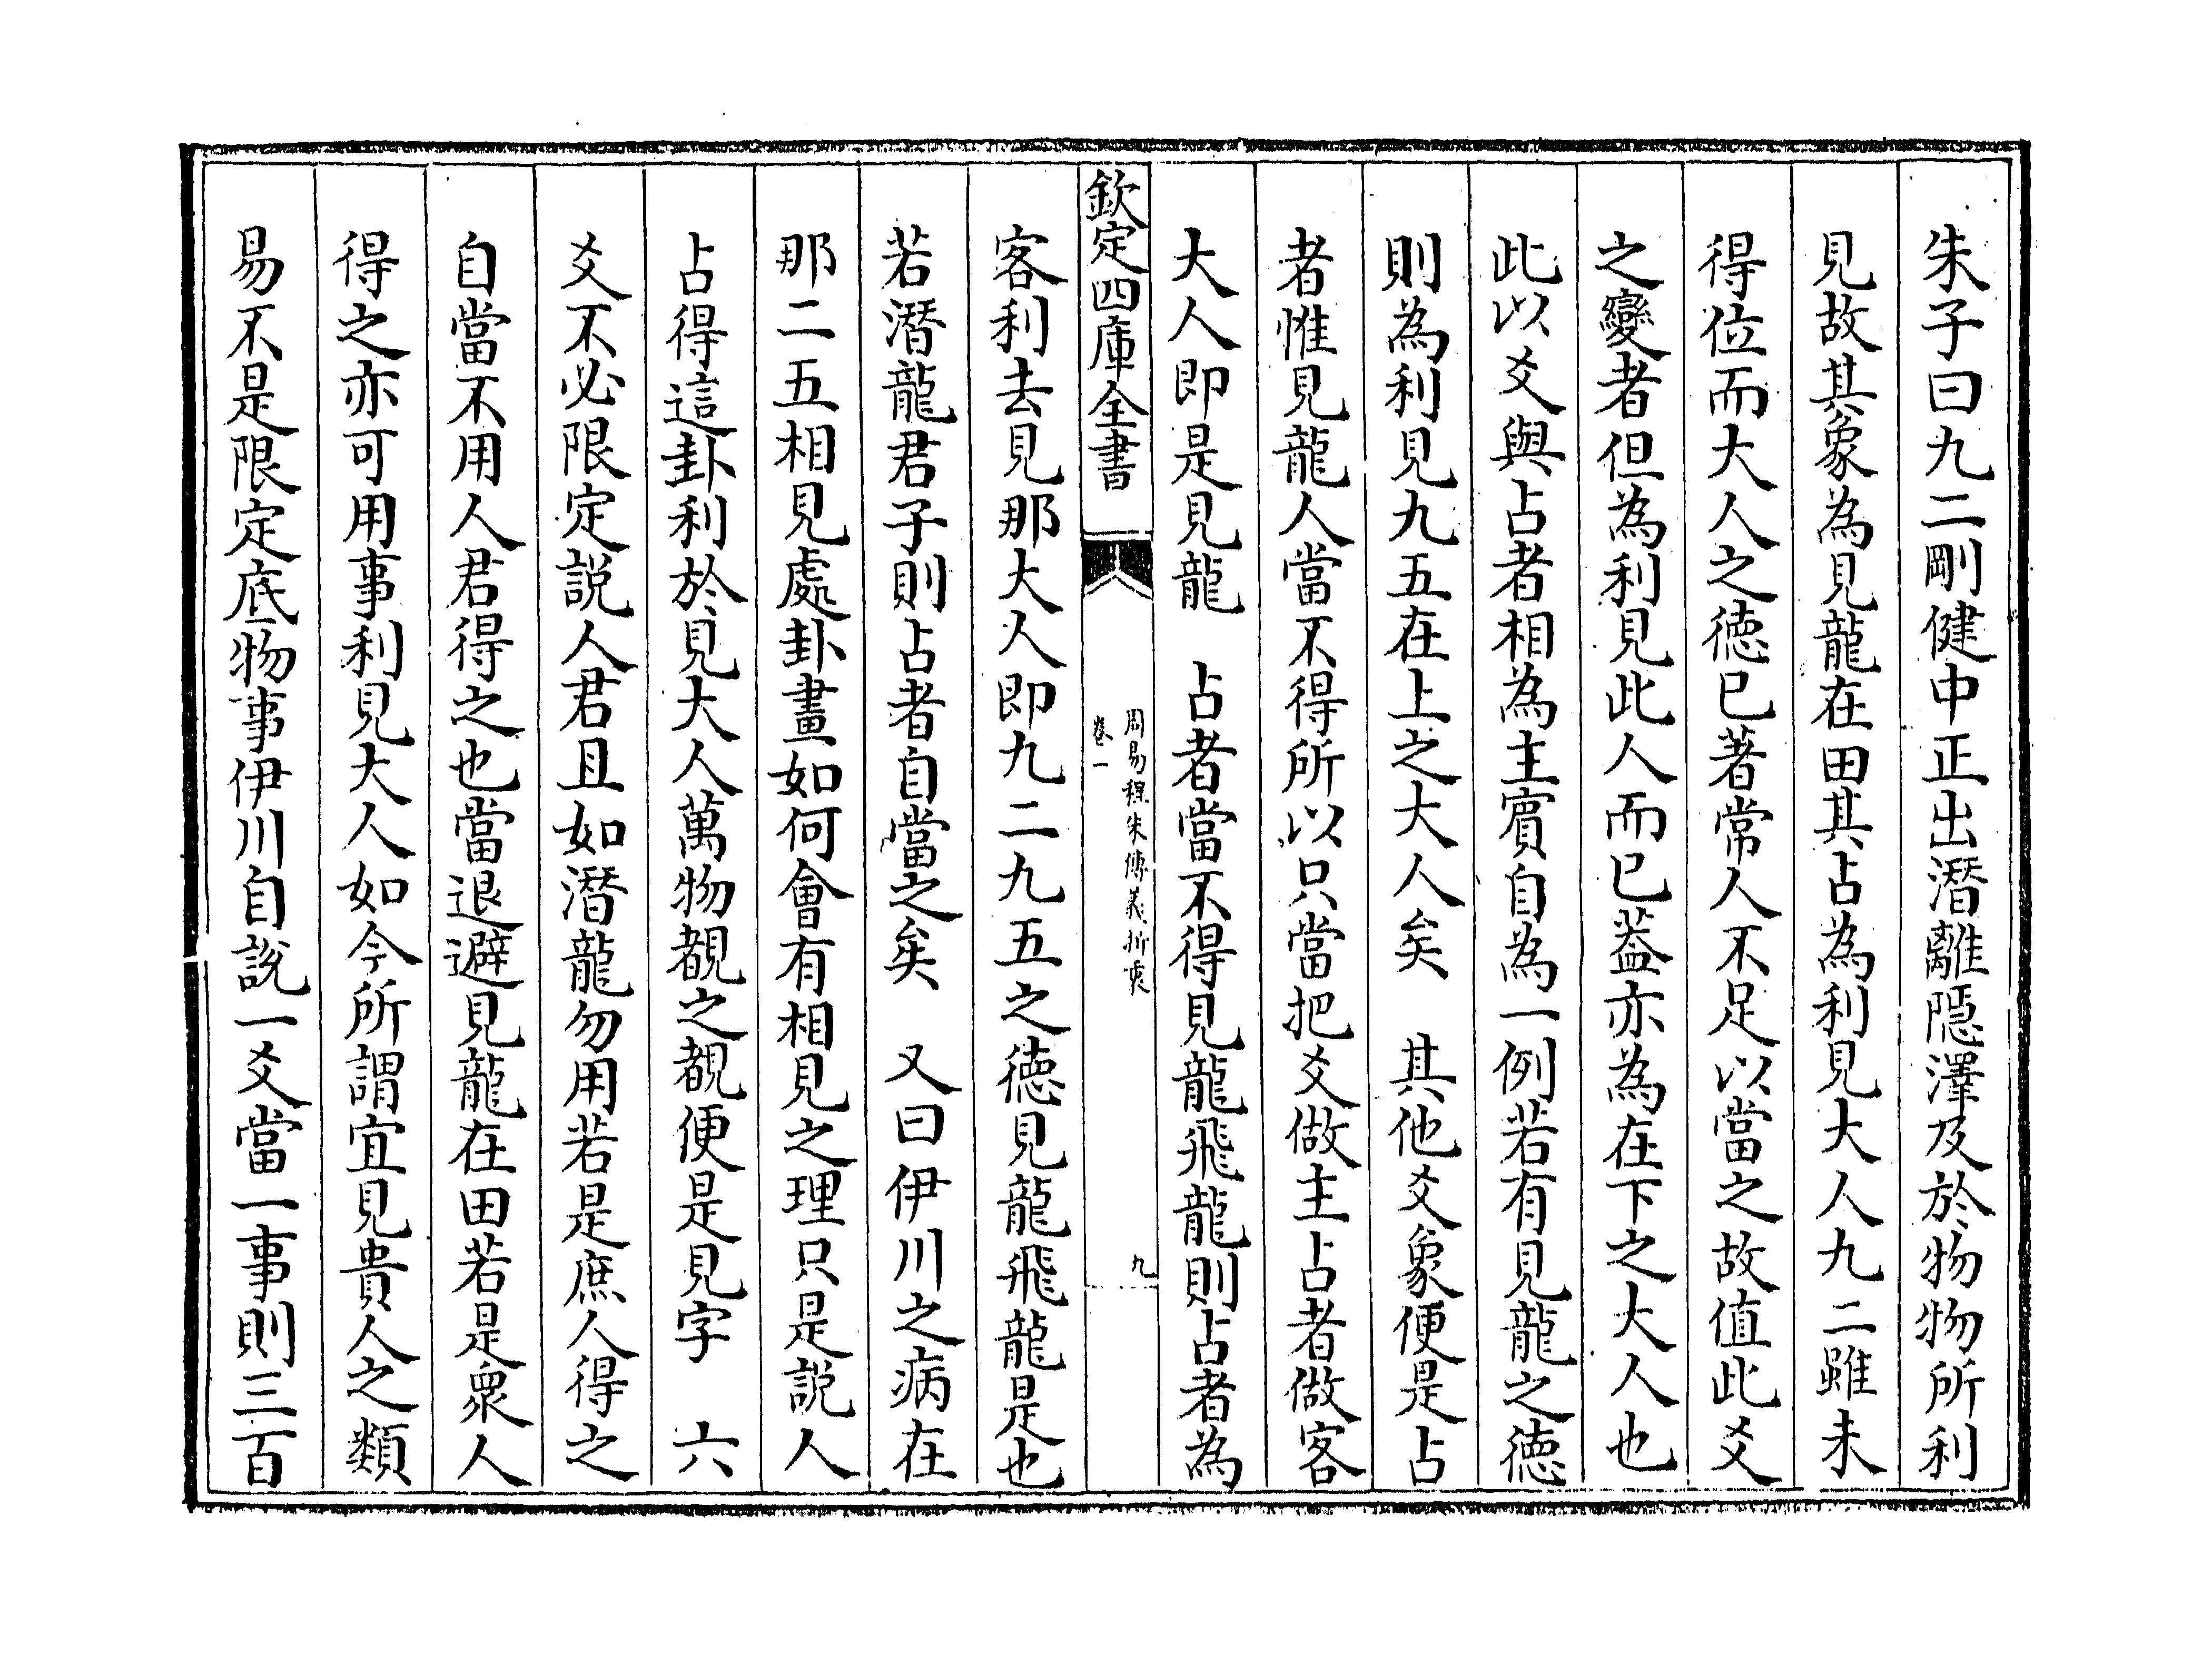 朱子曰九二剛健中正出潛離隱澤及於物物所利
見故其象為見龍在田其占為利見大人九二雖未
得位而大人之德已著常人不足以當之故值此爻
之變者但為利見此人而已葢亦為在下之大人也
此以爻與占者相為主賔自為一例若有見龍之德
則為利見九五在上之大人矣　其他爻象便是占
者惟見龍人當不得所以只當把爻做主占者做客
大人即是見龍　占者當不得見龍飛龍則占者為
欽定四庫全書
周易程朱傳義折衷
卷一
九
客利去見那大人即九二九五之德見龍飛龍是也
若潛龍君子則占者自當之矣　又曰伊川之病在
那二五相見處卦畫如何會有相見之理只是説人
占得這卦利於見大人萬物覩之覩便是見字　六
爻不必限定説人君且如潛龍勿用若是庶人得之
自當不用人君得之也當退避見龍在田若是衆人
得之亦可用事利見大人如今所謂宜見貴人之類
易不是限定底物事伊川自説一爻當一事則三百